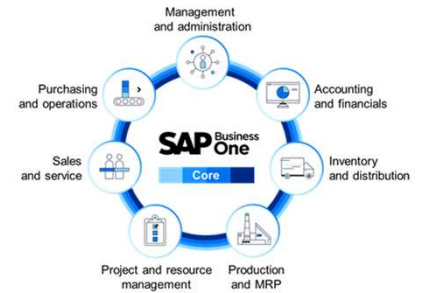 Management
and administration
Purchasing
and operations
Accounting
and financials
SAP Business
One
Core
Sales
and service
Inventory
and distribution
Project and resource
management
Production
and MRP